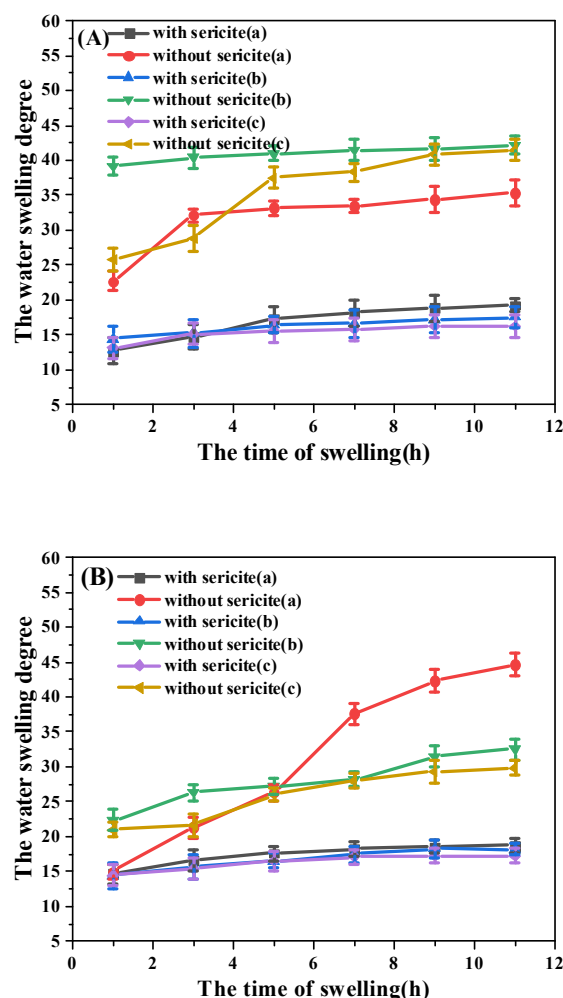 (A)
with sericite(a)
without sericite(a)
with sericite(b)
without sericite(b)
with sericite(c)
without sericite(c)
The water swelling degree
60
55
50
45
40
35
30
25
20
15
10
5
0 2 4 6 8 10 12
The time of swelling(h)
(B)
with sericite(a)
without sericite(a)
with sericite(b)
without sericite(b)
with sericite(c)
without sericite(c)
The water swelling degree
60
55
50
45
40
35
30
25
20
15
10
5
0 2 4 6 8 10 12
The time of swelling(h)